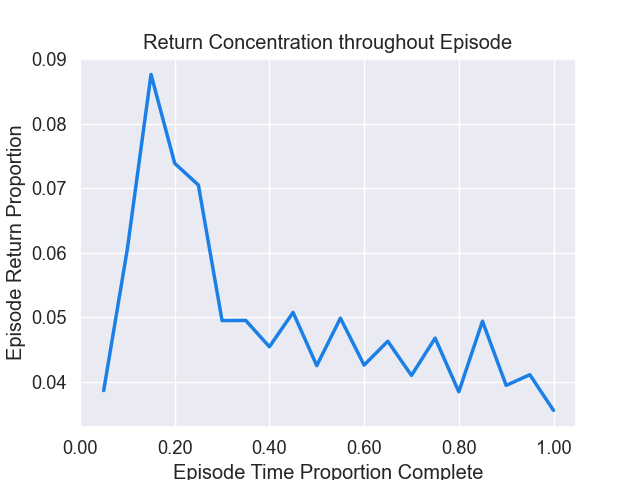 Return Concentration throughout Episode
Episode Return Proportion
0.09
0.08
0.07
0.06
0.05
0.04
0.00 0.20 0.40 0.60 0.80 1.00
Episode Time Proportion Complete